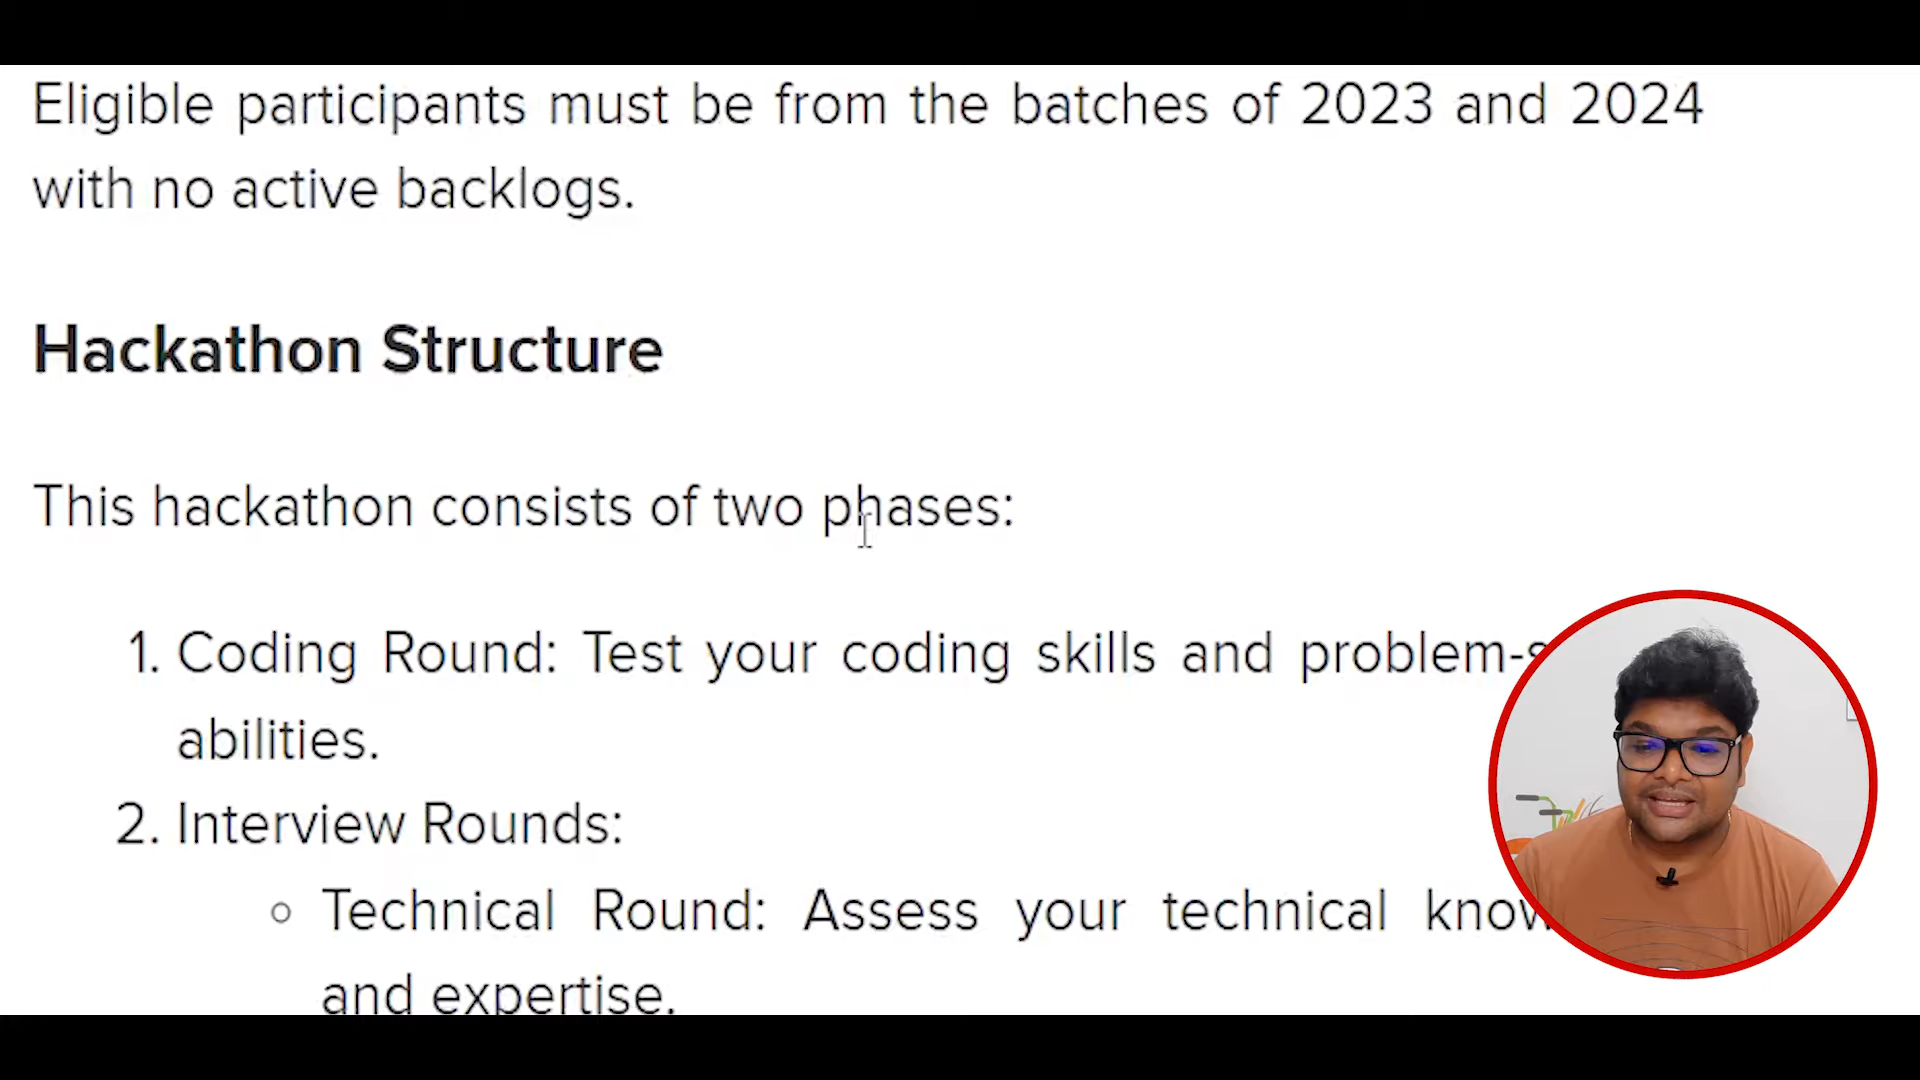 Eligible participants must be from the batches of 2023 and 2024
with no active backlogs.
Hackathon Structure
This hackathon consists of two phases:
1. Coding Round: Test your coding skills and
abilities.
2. Interview Rounds:
Technical Round: Assess your technical
and expertise.